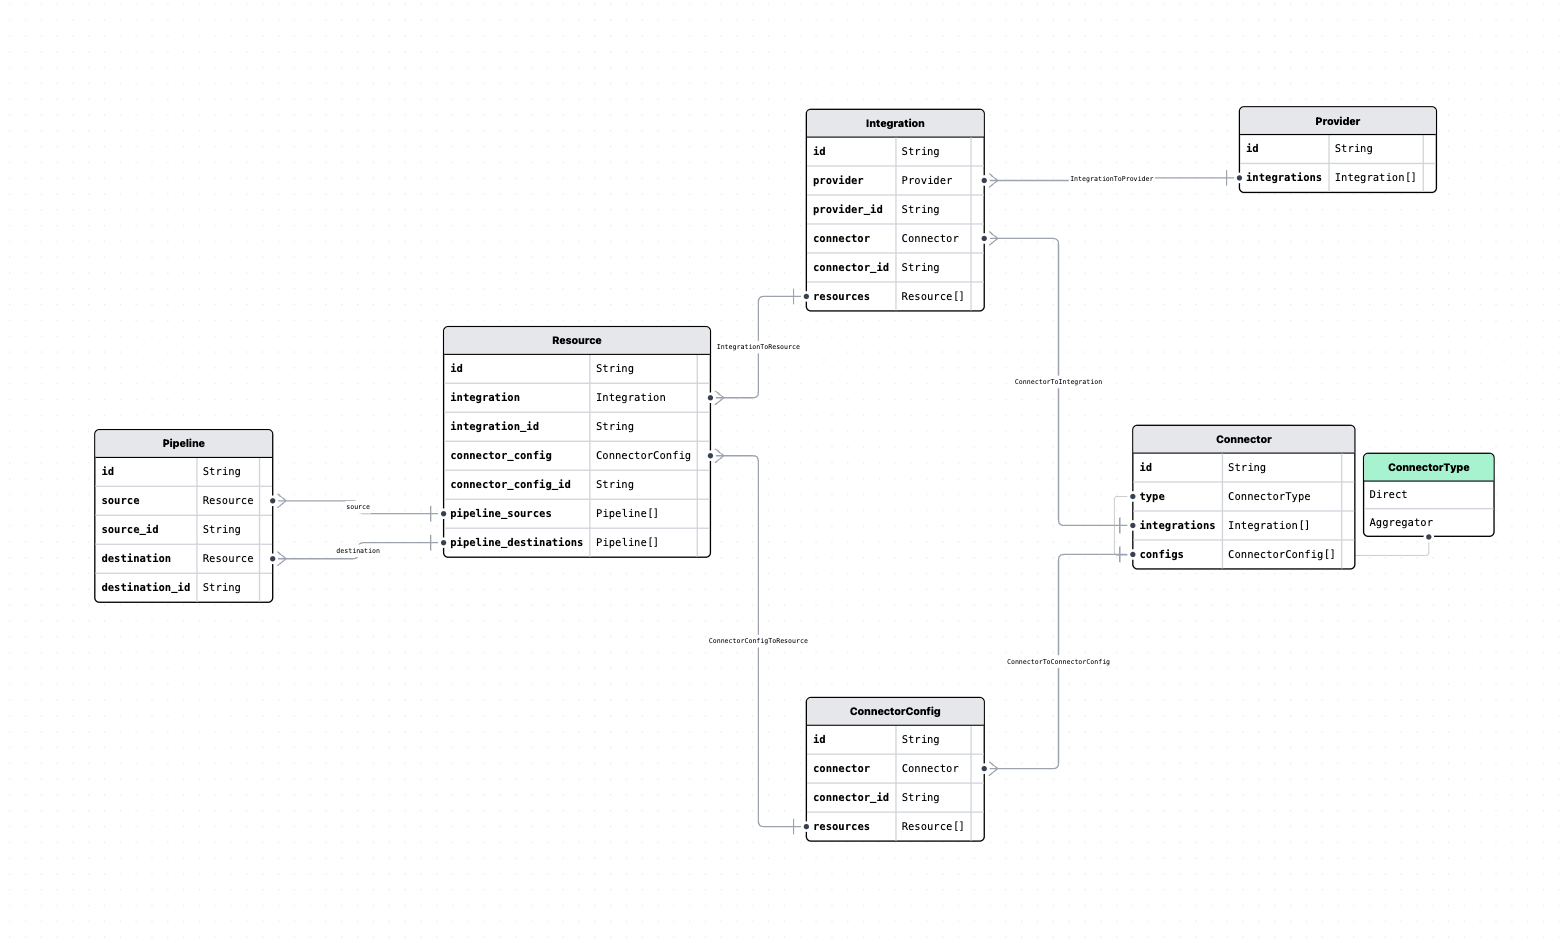 Integration
id String
provider Provider
provider_id String
connector Connector
connector_id String
resources Resource[]
Provider
id String
integrations Integration[]
IntegrationToProvider
IntegrationToResource
ConnectorToIntegration
Resource
id String
integration Integration
integration_id String
connector_config ConnectorConfig
connector_config_id String
pipeline_sources Pipeline[]
pipeline_destinations Pipeline[]
Pipeline
id String
source Resource
source_id String
destination Resource
destination_id String
source
destination
Connector
id String
type ConnectorType
integrations Integration[]
configs ConnectorConfig[]
ConnectorType
Direct
Aggregator
ConnectorConfigToResource
ConnectorToConnectorConfig
ConnectorConfig
id String
connector Connector
connector_id String
resources Resource[]